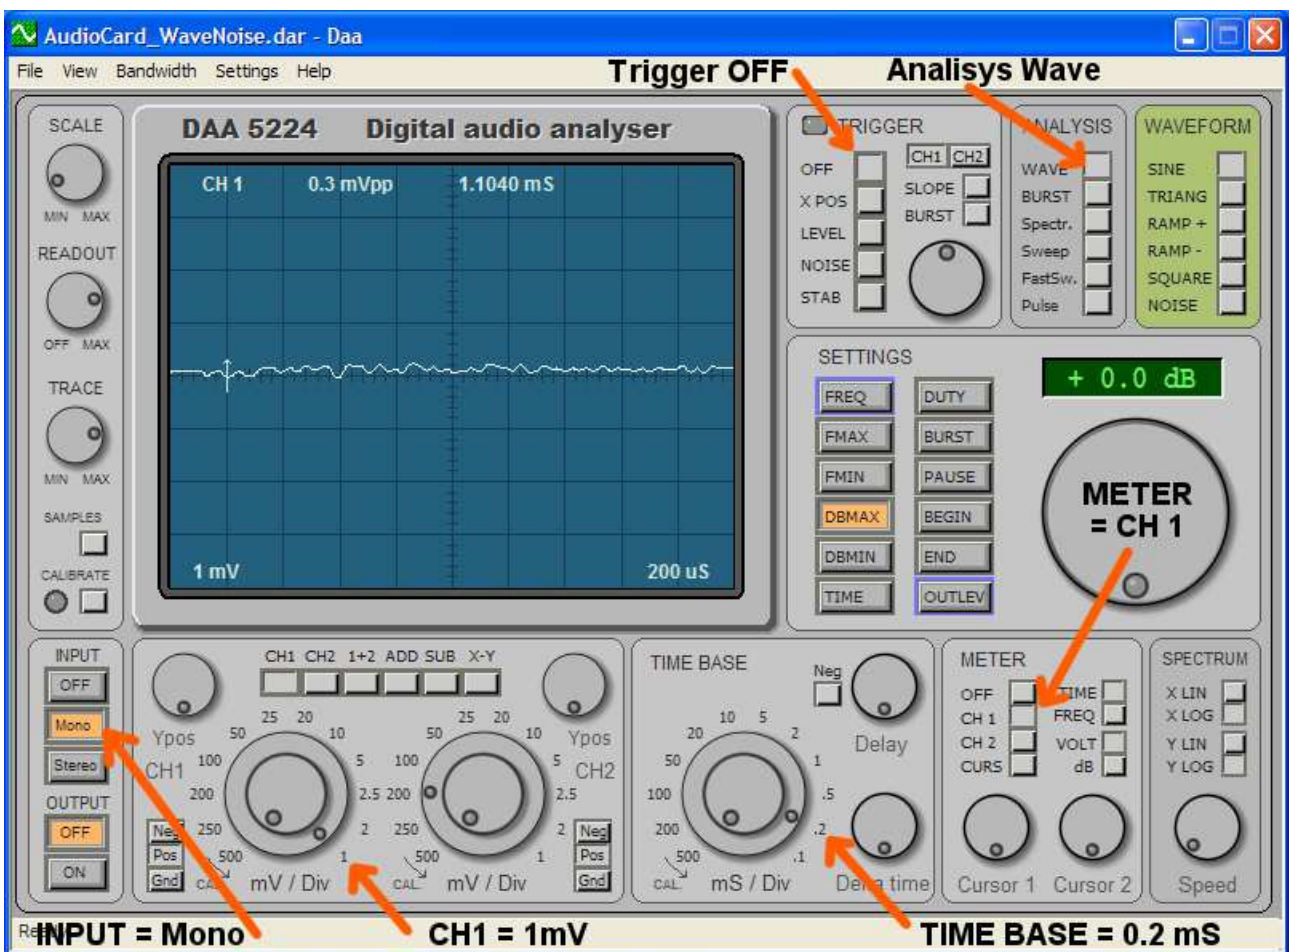 AudioCard_WaveNoise.dar - Daa
File View Bandwidth Settings Help
Trigger OFF
Analisys Wave
SCALE
MIN MAX
READOUT
OFF MAX
TRACE
MIN MAX
SAMPLES
CALIBRATE
DAA 5224 Digital audio analyser
CH 1 0.3 mVpp 1.1040 mS
1 mV 200 uS
TRIGGER
OFF
X POS
LEVEL
NOISE
STAB
CH1 CH2
SLOPE
BURST
ANALYSIS
WAVE
BURST
Spectr.
Sweep
FastSw.
Pulse
WAVEFORM
SINE
TRIANG
RAMP +
RAMP -
SQUARE
NOISE
SETTINGS
FREQ DUTY
FMAX BURST
FMIN PAUSE
DBMAX BEGIN
DBMIN END
TIME OUTLEV
+ 0.0 dB
METER
= CH 1
INPUT
OFF
Mono
Stereo
OUTPUT
OFF
ON
CH1 CH2 1+2 ADD SUB X-Y
Ypos
CH1
500 250 200 100 50 25 20 10 5 2.5 2 1
Neg
Pos
Gnd
CAL.
mV / Div
500 250 200 100 50 25 20 10 5 2.5 2 1
CAL.
mV / Div
Ypos
CH2
Neg
Pos
Gnd
TIME BASE
500 200 100 50 20 10 5 2 1 .5 .2 .1
CAL.
mS / Div
Neg
Delay
Delta time
METER
OFF
CH 1
CH 2
CURS
TIME
FREQ
VOLT
dB
Cursor 1 Cursor 2
SPECTRUM
X LIN
X LOG
Y LIN
Y LOG
Speed
INPUT = Mono
CH1 = 1mV
TIME BASE = 0.2 mS